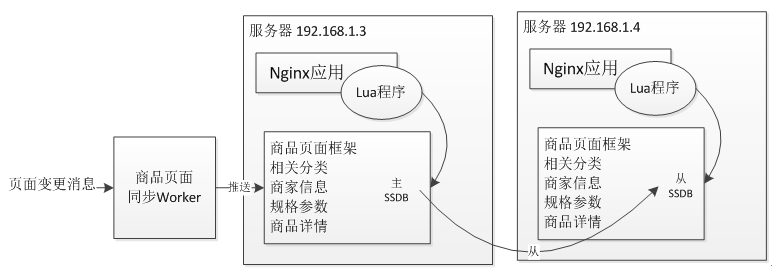 服务器 192.168.1.3
Nginx应用
Lua程序
商品页面框架
相关分类
商家信息
规格参数
商品详情
主
SSDB
页面变更消息
商品页面
同步Worker
推送
服务器 192.168.1.4
Nginx应用
Lua程序
商品页面框架
相关分类
商家信息
规格参数
商品详情
从
SSDB
从